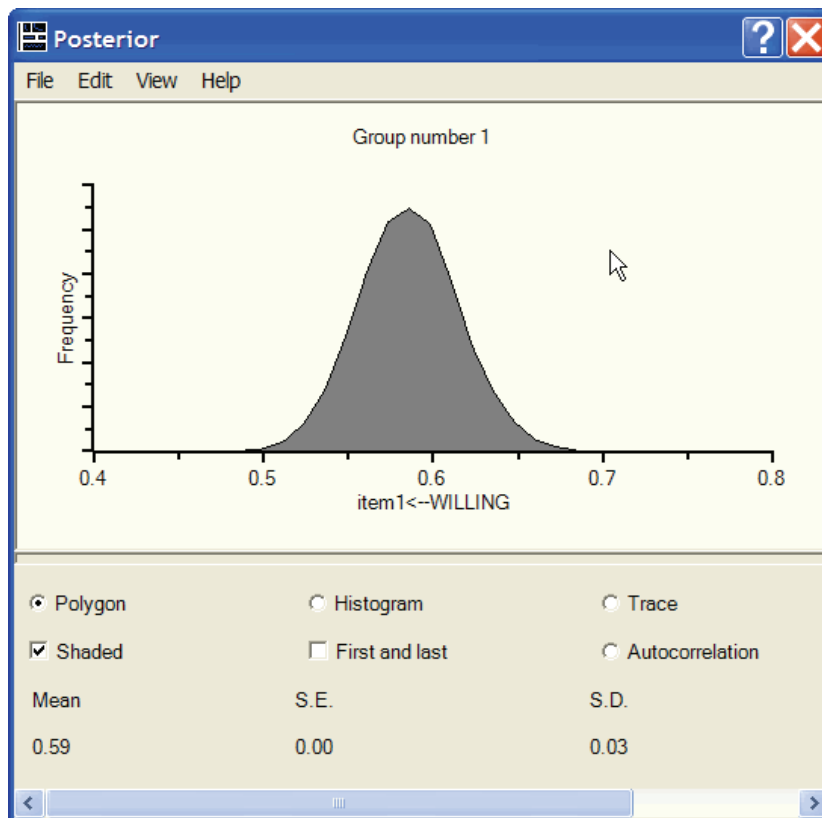 Posterior
File Edit View Help
Group number 1
Frequency
0.4 0.5 0.6 0.7 0.8
item1<--WILLING
Polygon Histogram Trace
Shaded First and last Autocorrelation
Mean S.E. S.D.
0.59 0.00 0.03